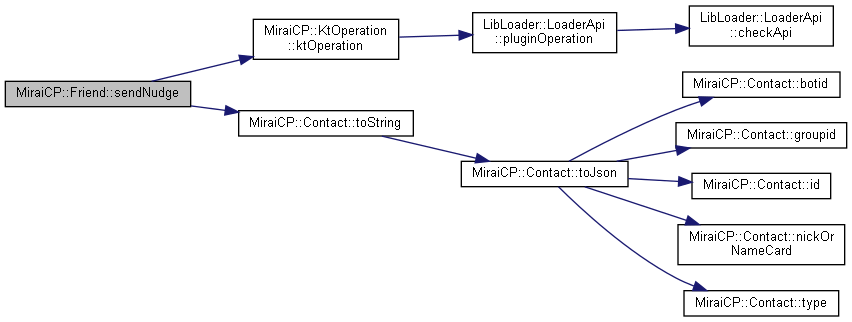 MiraiCP::Friend::sendNudge
MiraiCP::KtOperation
::ktOperation
LibLoader::LoaderApi
::pluginOperation
LibLoader::LoaderApi
::checkApi
MiraiCP::Contact::toString
MiraiCP::Contact::toJson
MiraiCP::Contact::botid
MiraiCP::Contact::groupid
MiraiCP::Contact::id
MiraiCP::Contact::nickOr
NameCard
MiraiCP::Contact::type